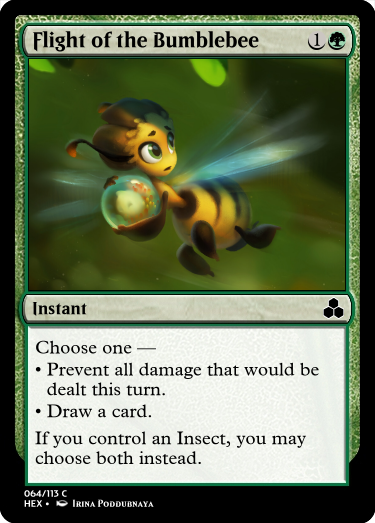 Flight of the Bumblebee 1
Instant
Choose one —
• Prevent all damage that would be
dealt this turn.
• Draw a card.
If you control an Insect, you may
choose both instead.
064/113 C
HEX • Irina Poddubnaya